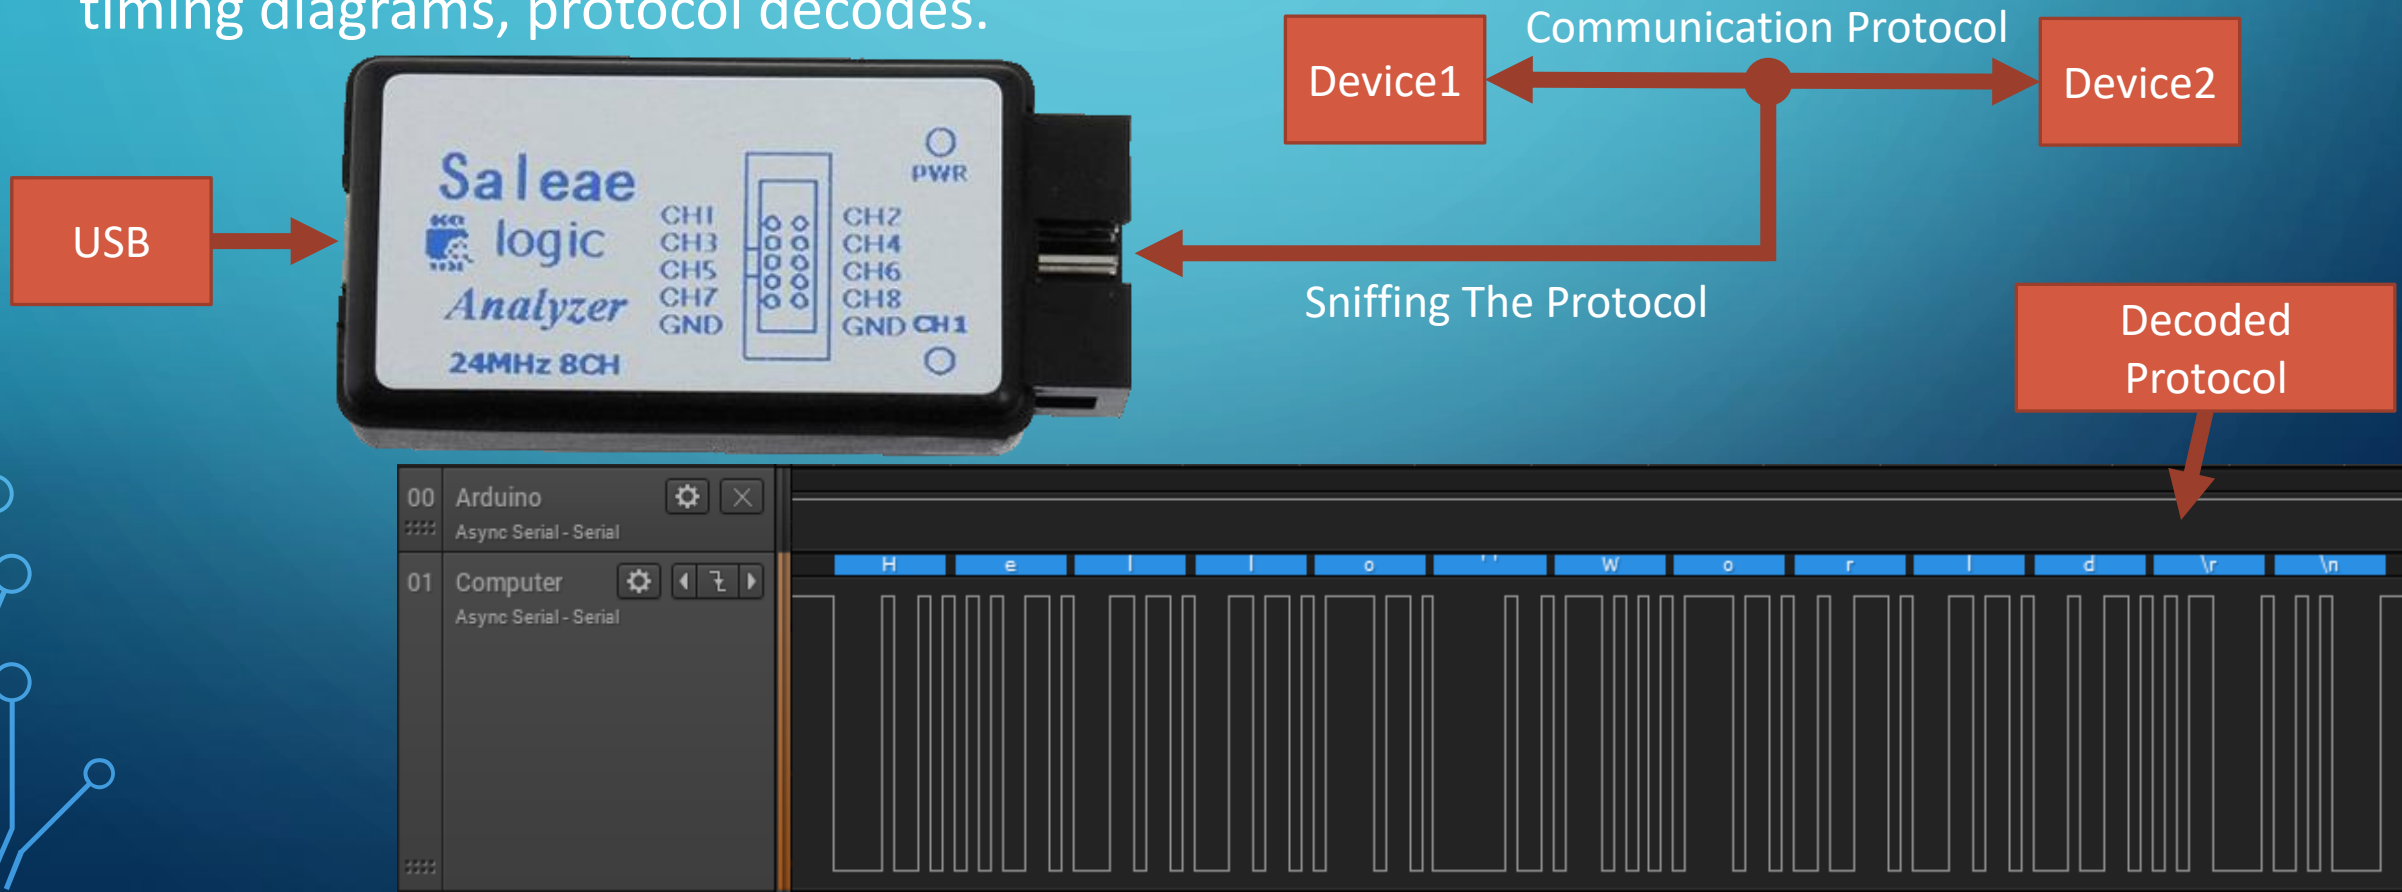 timing diagrams, protocol decodes.
Communication Protocol
Device1
Device2
USB
Saleae
logic
Analyzer
24MHz 8CH
PWR
CH1 CH2
CH3 CH4
CH5 CH6
CH7 CH8
GND GND CH1
Sniffing The Protocol
Decoded
Protocol
00 Arduino
Async Serial - Serial
H e l l o ' ' W o r l d \r \n
01 Computer
Async Serial - Serial